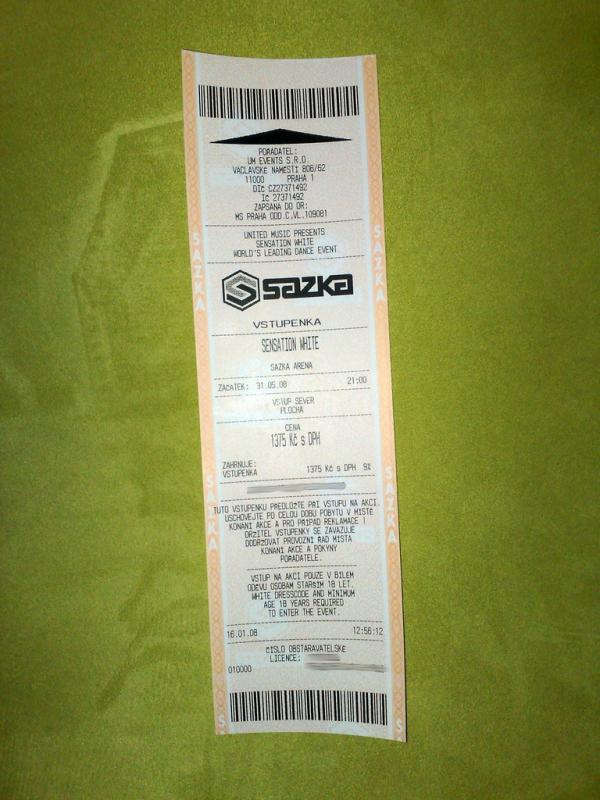 POŘADATEL:
UM EVENTS S.R.O.
VÁCLAVSKÉ NÁMĚSTÍ 806/62
11000 PRAHA 1
DIČ CZ27371492
IČ 27371492
ZAPSÁNA DO OR:
MS PRAHA ODD.C,VL.109081
UNITED MUSIC PRESENTS
SENSATION WHITE
WORLD'S LEADING DANCE EVENT
sazka
VSTUPENKA
SENSATION WHITE
SAZKA ARENA
ZAČÁTEK: 31.05.08 21:00
VSTUP SEVER
PLOCHA
CENA
1375 Kč s DPH
ZAHRNUJE:
VSTUPENKA 1375 Kč s DPH 9%
TUTO VSTUPENKU PŘEDLOŽTE PŘI VSTUPU NA AKCI.
USCHOVEJTE PO CELOU DOBU POBYTU V MÍSTĚ
KONÁNÍ AKCE A PRO PŘÍPAD REKLAMACE !
DRŽITEL VSTUPENKY SE ZAVAZUJE
DODRŽOVAT PROVOZNÍ ŘÁD MÍSTA
KONÁNÍ AKCE A POKYNY
POŘADATELE.
VSTUP NA AKCI POUZE V BÍLÉM
ODĚVU OSOBÁM STARŠÍM 18 LET.
WHITE DRESSCODE AND MINIMUM
AGE 18 YEARS REQUIRED
TO ENTER THE EVENT.
16.01.08 12:56:12
ČÍSLO OBSTARAVATELSKÉ
LICENCE:
010000
SAZKA
SAZKA
SAZKA
SAZKA
S
S